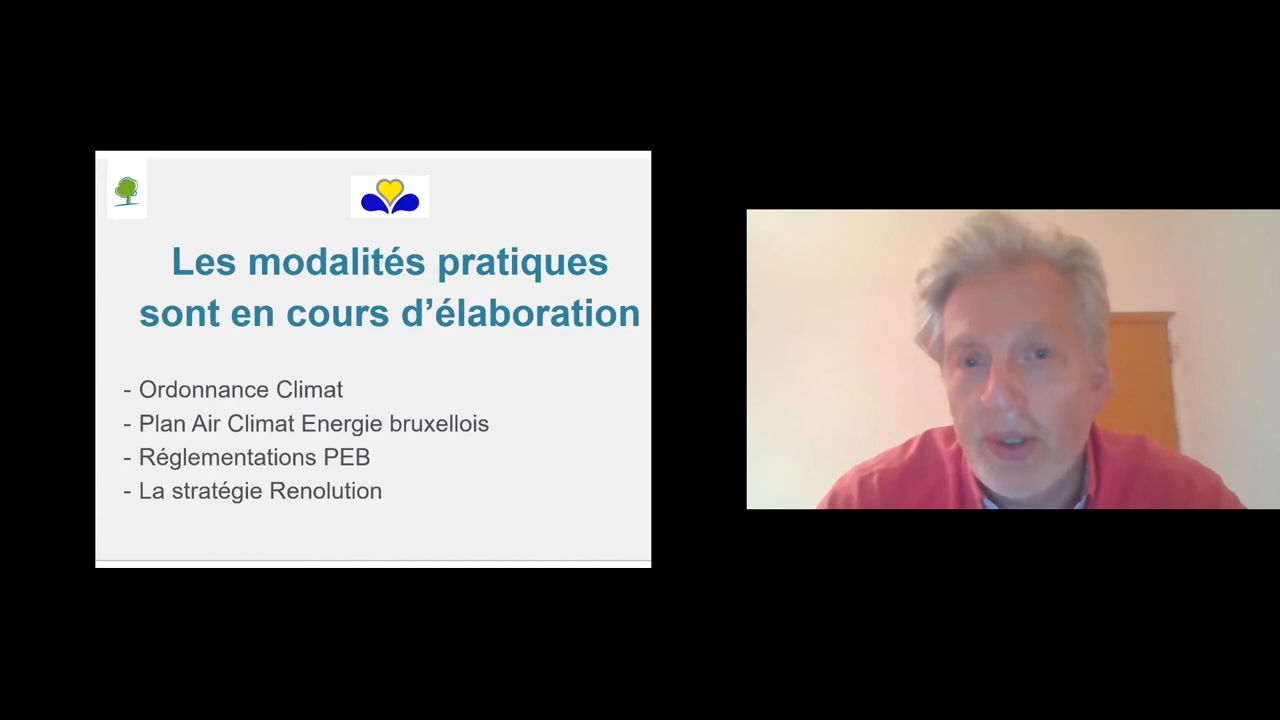 Les modalités pratiques
sont en cours d’élaboration
- Ordonnance Climat
- Plan Air Climat Energie bruxellois
- Réglementations PEB
- La stratégie Renolution